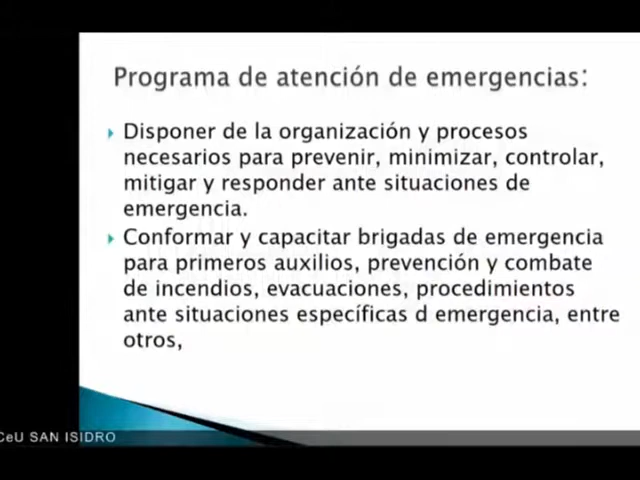 Programa de atención de emergencias:
Disponer de la organización y procesos
necesarios para prevenir, minimizar, controlar,
mitigar y responder ante situaciones de
emergencia.
Conformar y capacitar brigadas de emergencia
para primeros auxilios, prevención y combate
de incendios, evacuaciones, procedimientos
ante situaciones específicas d emergencia, entre
otros,
CeU SAN ISIDRO